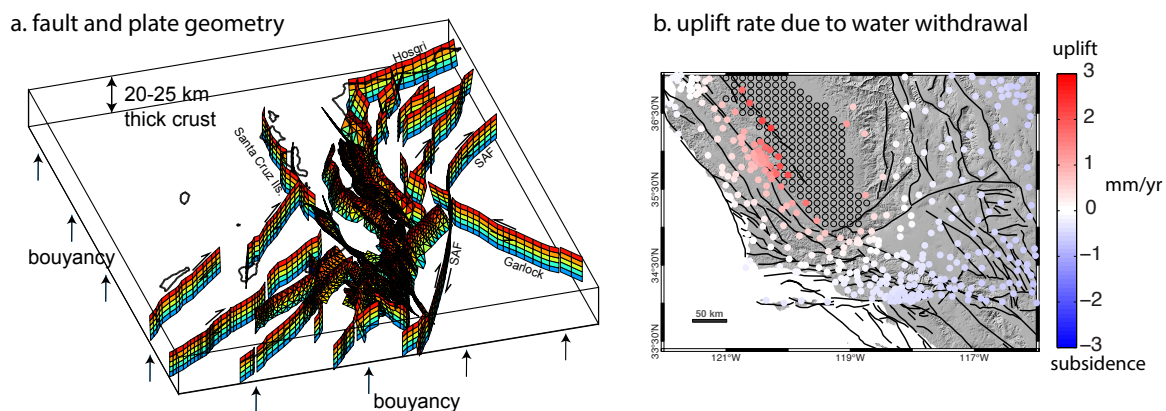 a. fault and plate geometry
20-25 km
thick crust
Hosgri
Santa Cruz Ils
SAF
SAF
Garlock
bouyancy
bouyancy
b. uplift rate due to water withdrawal
uplift
3
2
1
0
−1
−2
−3
mm/yr
subsidence
36°30'N
35°30'N
34°30'N
33°30'N
50 km
121°W
119°W
117°W